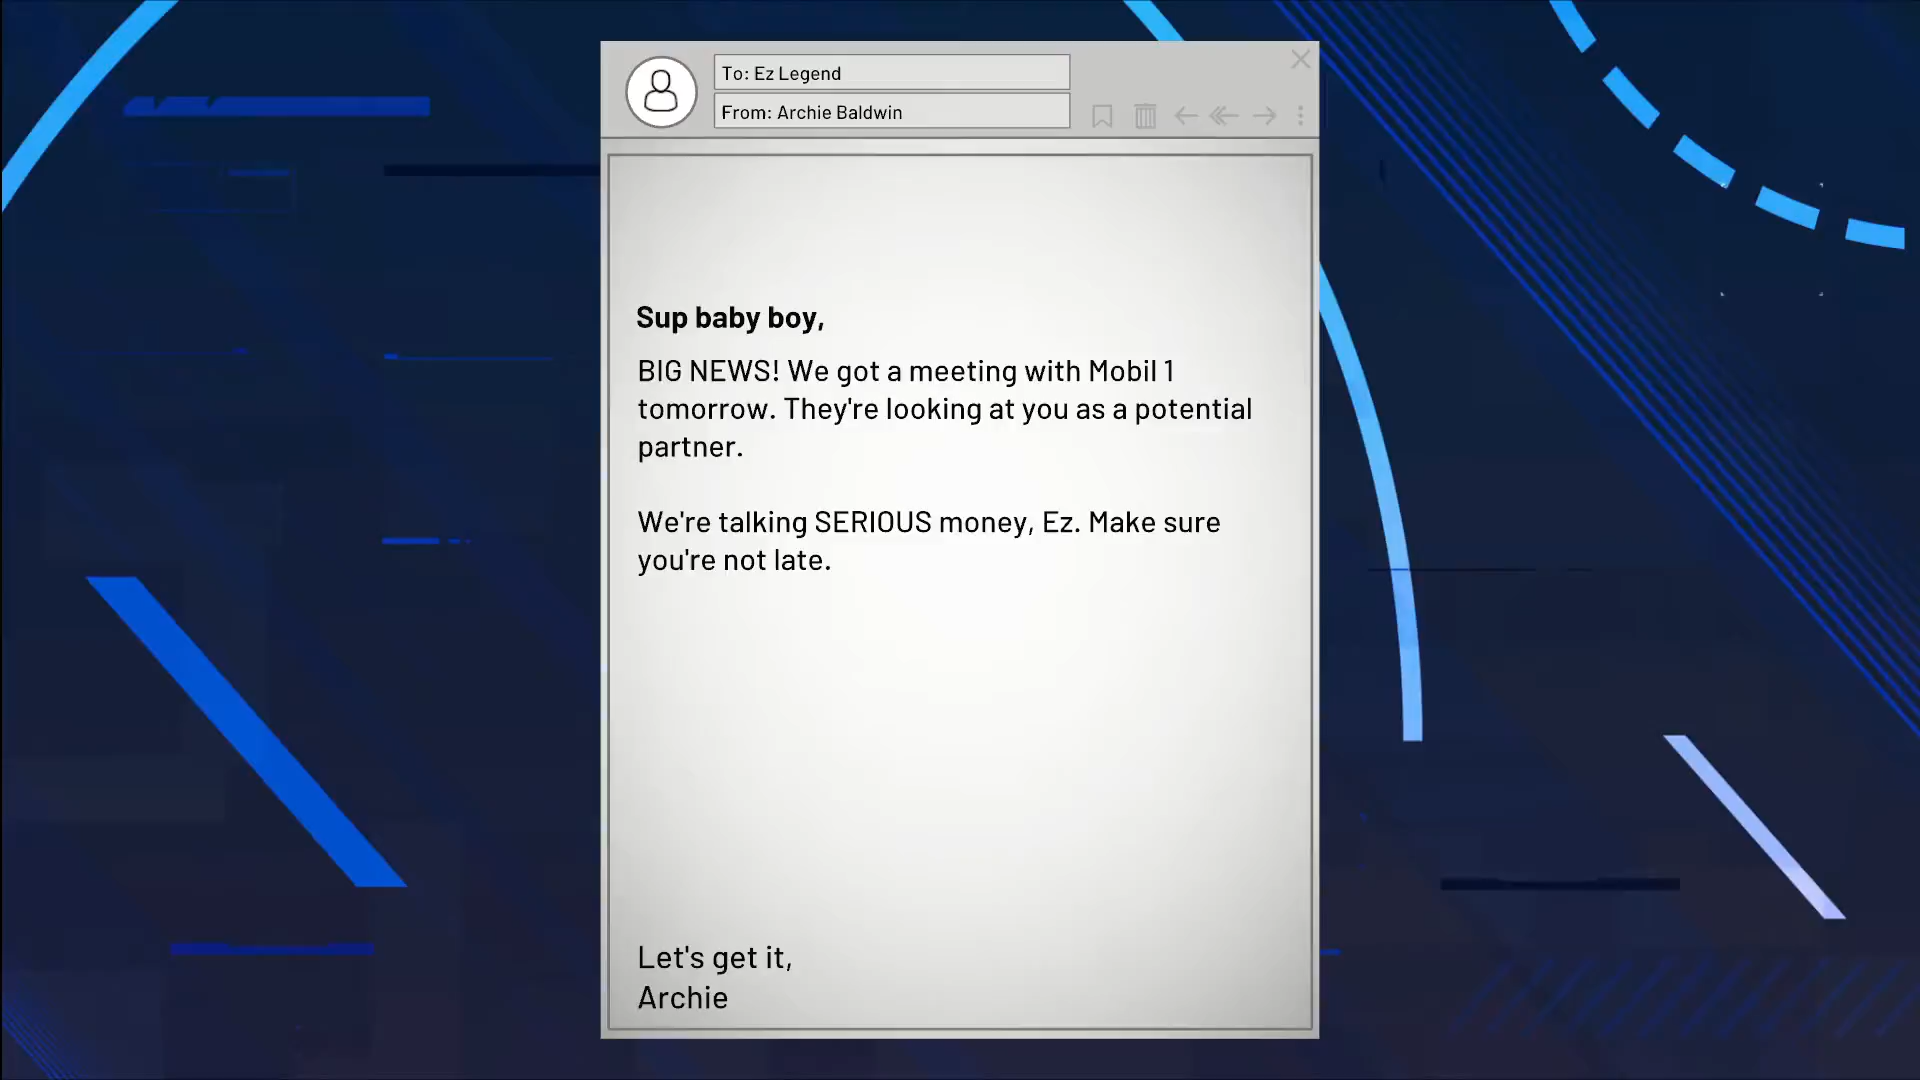 To: Ez Legend
From: Archie Baldwin
Sup baby boy,
BIG NEWS! We got a meeting with Mobil 1
tomorrow. They're looking at you as a potential
partner.
We're talking SERIOUS money, Ez. Make sure
you're not late.
Let's get it,
Archie